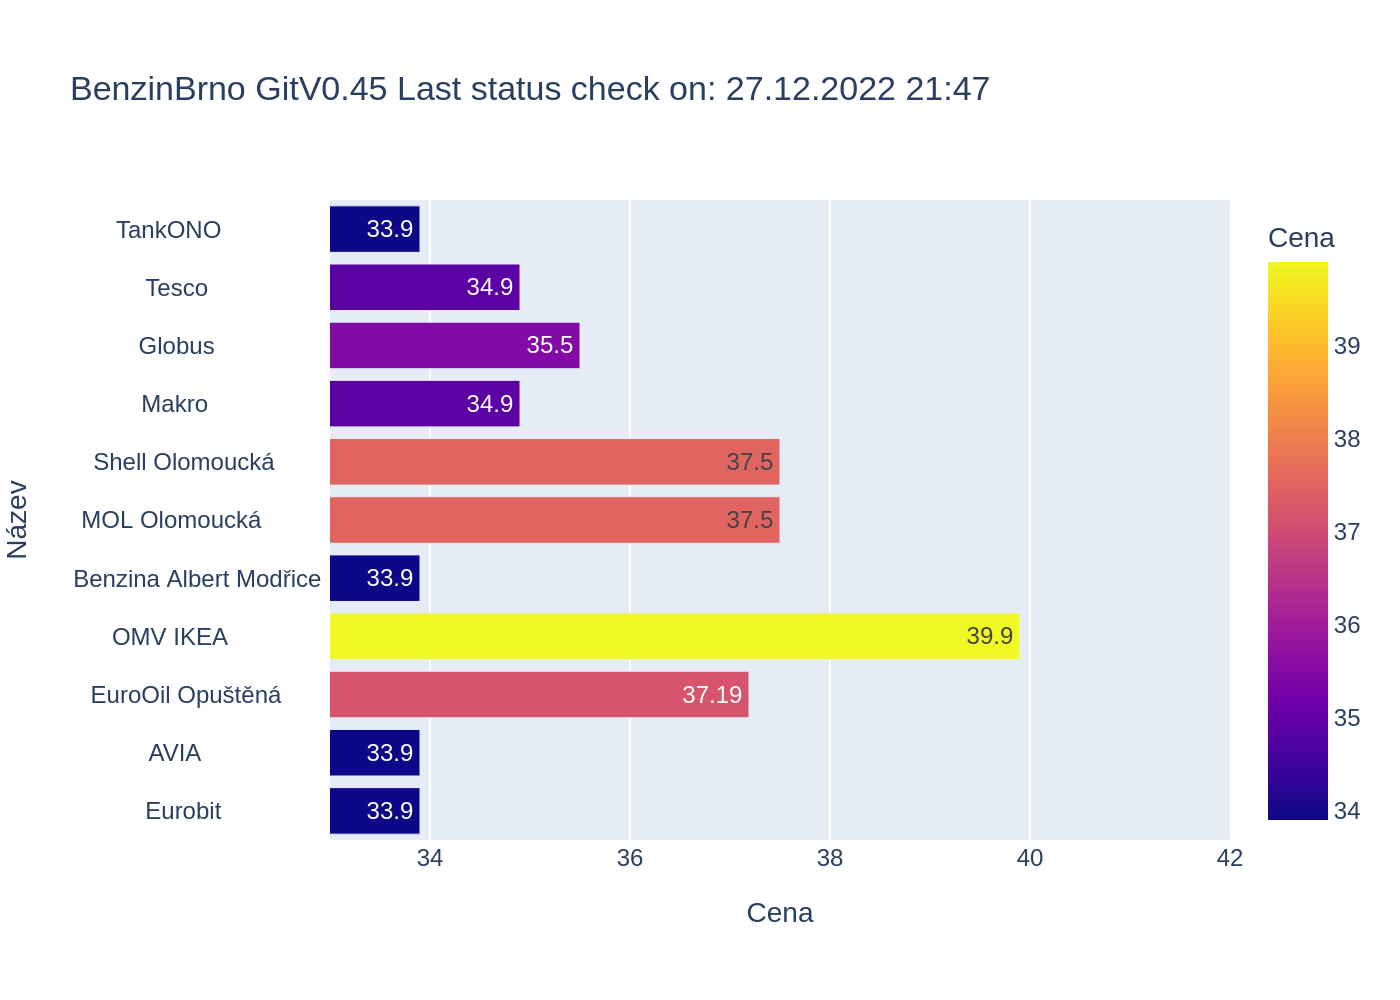 BenzinBrno GitV0.45 Last status check on: 27.12.2022 21:47
Název
TankONO 33.9
Tesco 34.9
Globus 35.5
Makro 34.9
Shell Olomoucká 37.5
MOL Olomoucká 37.5
Benzina Albert Modřice 33.9
OMV IKEA 39.9
EuroOil Opuštěná 37.19
AVIA 33.9
Eurobit 33.9
34 36 38 40 42
Cena
Cena
39
38
37
36
35
34